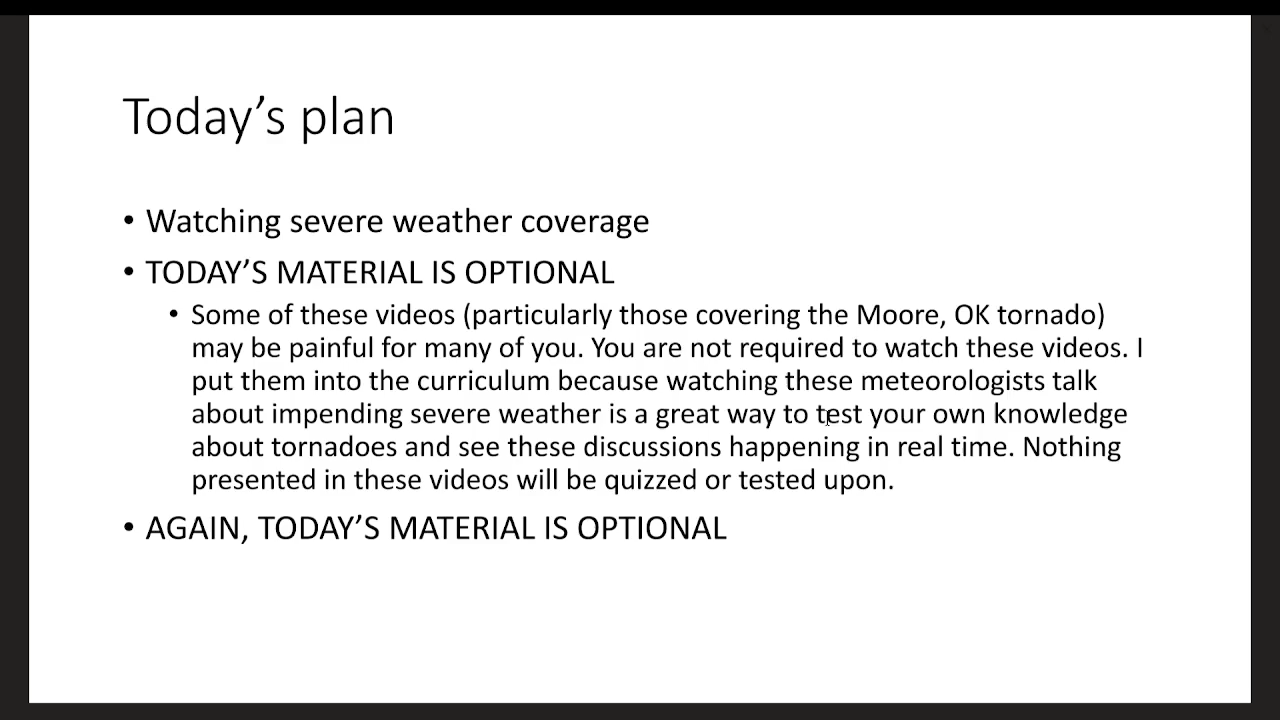 Today’s plan
• Watching severe weather coverage
• TODAY’S MATERIAL IS OPTIONAL
• Some of these videos (particularly those covering the Moore, OK tornado)
may be painful for many of you. You are not required to watch these videos. I
put them into the curriculum because watching these meteorologists talk
about impending severe weather is a great way to test your own knowledge
about tornadoes and see these discussions happening in real time. Nothing
presented in these videos will be quizzed or tested upon.
• AGAIN, TODAY’S MATERIAL IS OPTIONAL